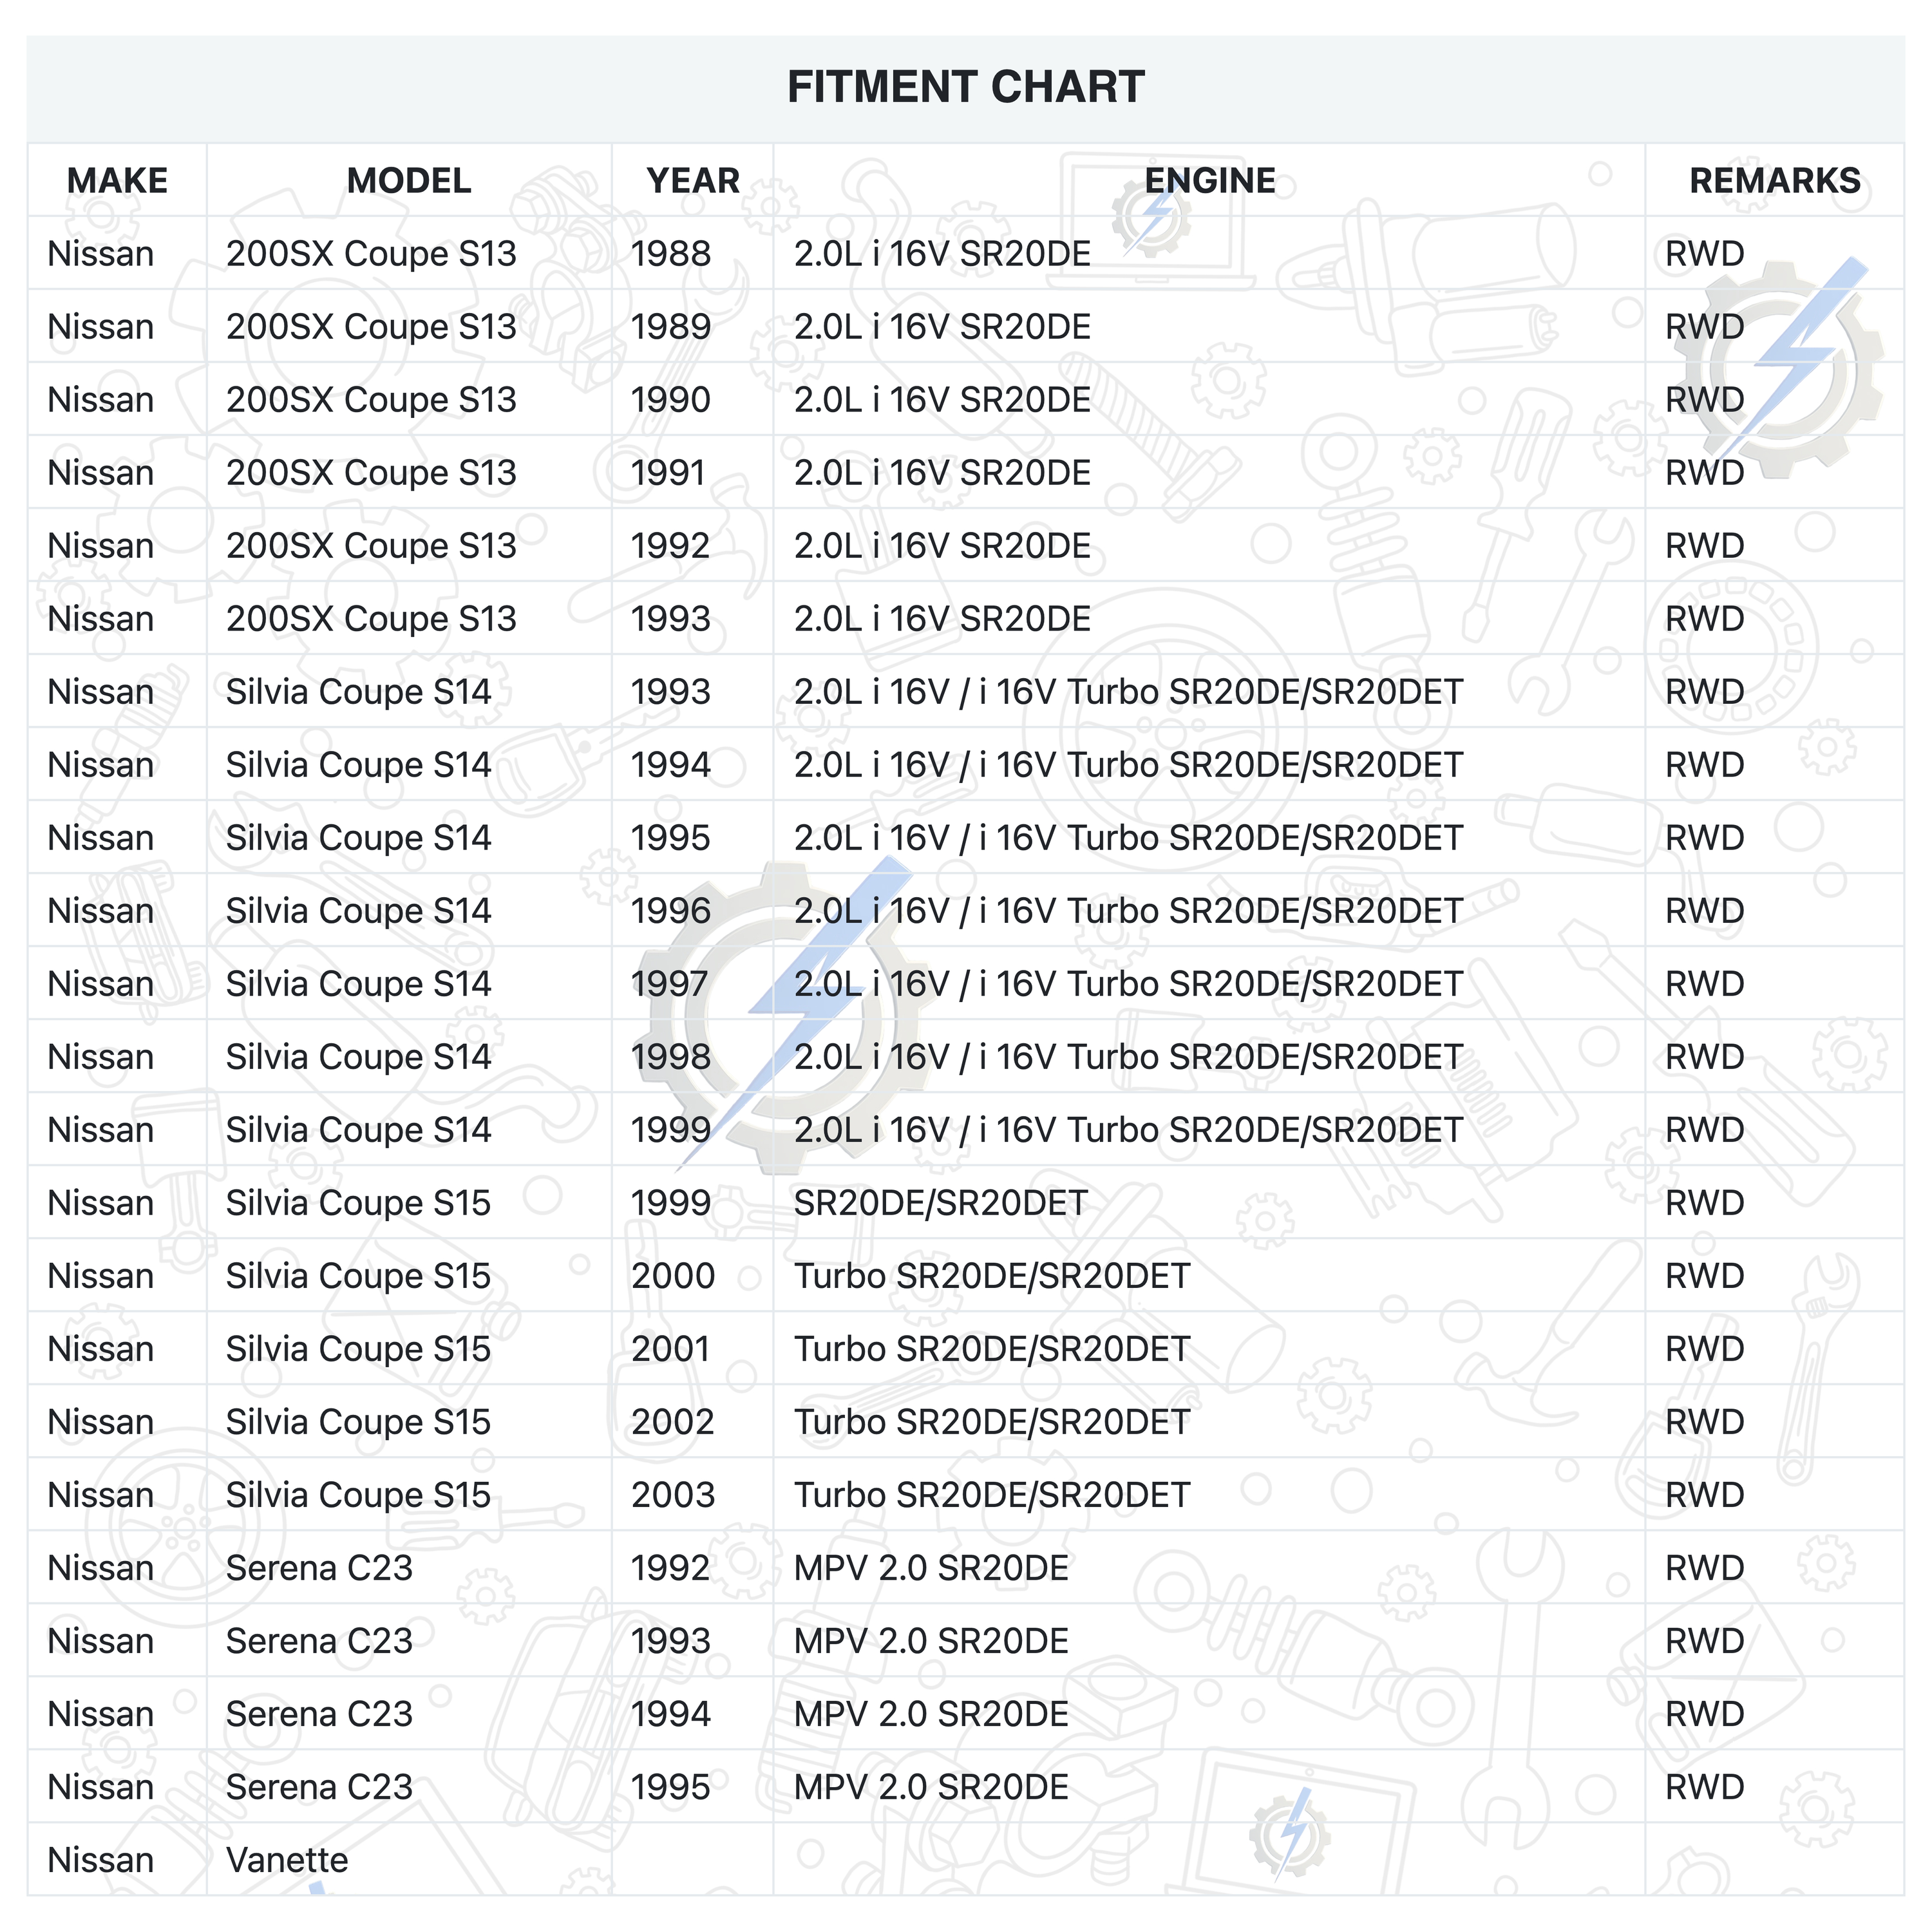 FITMENT CHART
MAKE MODEL YEAR ENGINE REMARKS
Nissan 200SX Coupe S13 1988 2.0L i 16V SR20DE RWD
Nissan 200SX Coupe S13 1989 2.0L i 16V SR20DE RWD
Nissan 200SX Coupe S13 1990 2.0L i 16V SR20DE RWD
Nissan 200SX Coupe S13 1991 2.0L i 16V SR20DE RWD
Nissan 200SX Coupe S13 1992 2.0L i 16V SR20DE RWD
Nissan 200SX Coupe S13 1993 2.0L i 16V SR20DE RWD
Nissan Silvia Coupe S14 1993 2.0L i 16V / i 16V Turbo SR20DE/SR20DET RWD
Nissan Silvia Coupe S14 1994 2.0L i 16V / i 16V Turbo SR20DE/SR20DET RWD
Nissan Silvia Coupe S14 1995 2.0L i 16V / i 16V Turbo SR20DE/SR20DET RWD
Nissan Silvia Coupe S14 1996 2.0L i 16V / i 16V Turbo SR20DE/SR20DET RWD
Nissan Silvia Coupe S14 1997 2.0L i 16V / i 16V Turbo SR20DE/SR20DET RWD
Nissan Silvia Coupe S14 1998 2.0L i 16V / i 16V Turbo SR20DE/SR20DET RWD
Nissan Silvia Coupe S14 1999 2.0L i 16V / i 16V Turbo SR20DE/SR20DET RWD
Nissan Silvia Coupe S15 1999 SR20DE/SR20DET RWD
Nissan Silvia Coupe S15 2000 Turbo SR20DE/SR20DET RWD
Nissan Silvia Coupe S15 2001 Turbo SR20DE/SR20DET RWD
Nissan Silvia Coupe S15 2002 Turbo SR20DE/SR20DET RWD
Nissan Silvia Coupe S15 2003 Turbo SR20DE/SR20DET RWD
Nissan Serena C23 1992 MPV 2.0 SR20DE RWD
Nissan Serena C23 1993 MPV 2.0 SR20DE RWD
Nissan Serena C23 1994 MPV 2.0 SR20DE RWD
Nissan Serena C23 1995 MPV 2.0 SR20DE RWD
Nissan Vanette